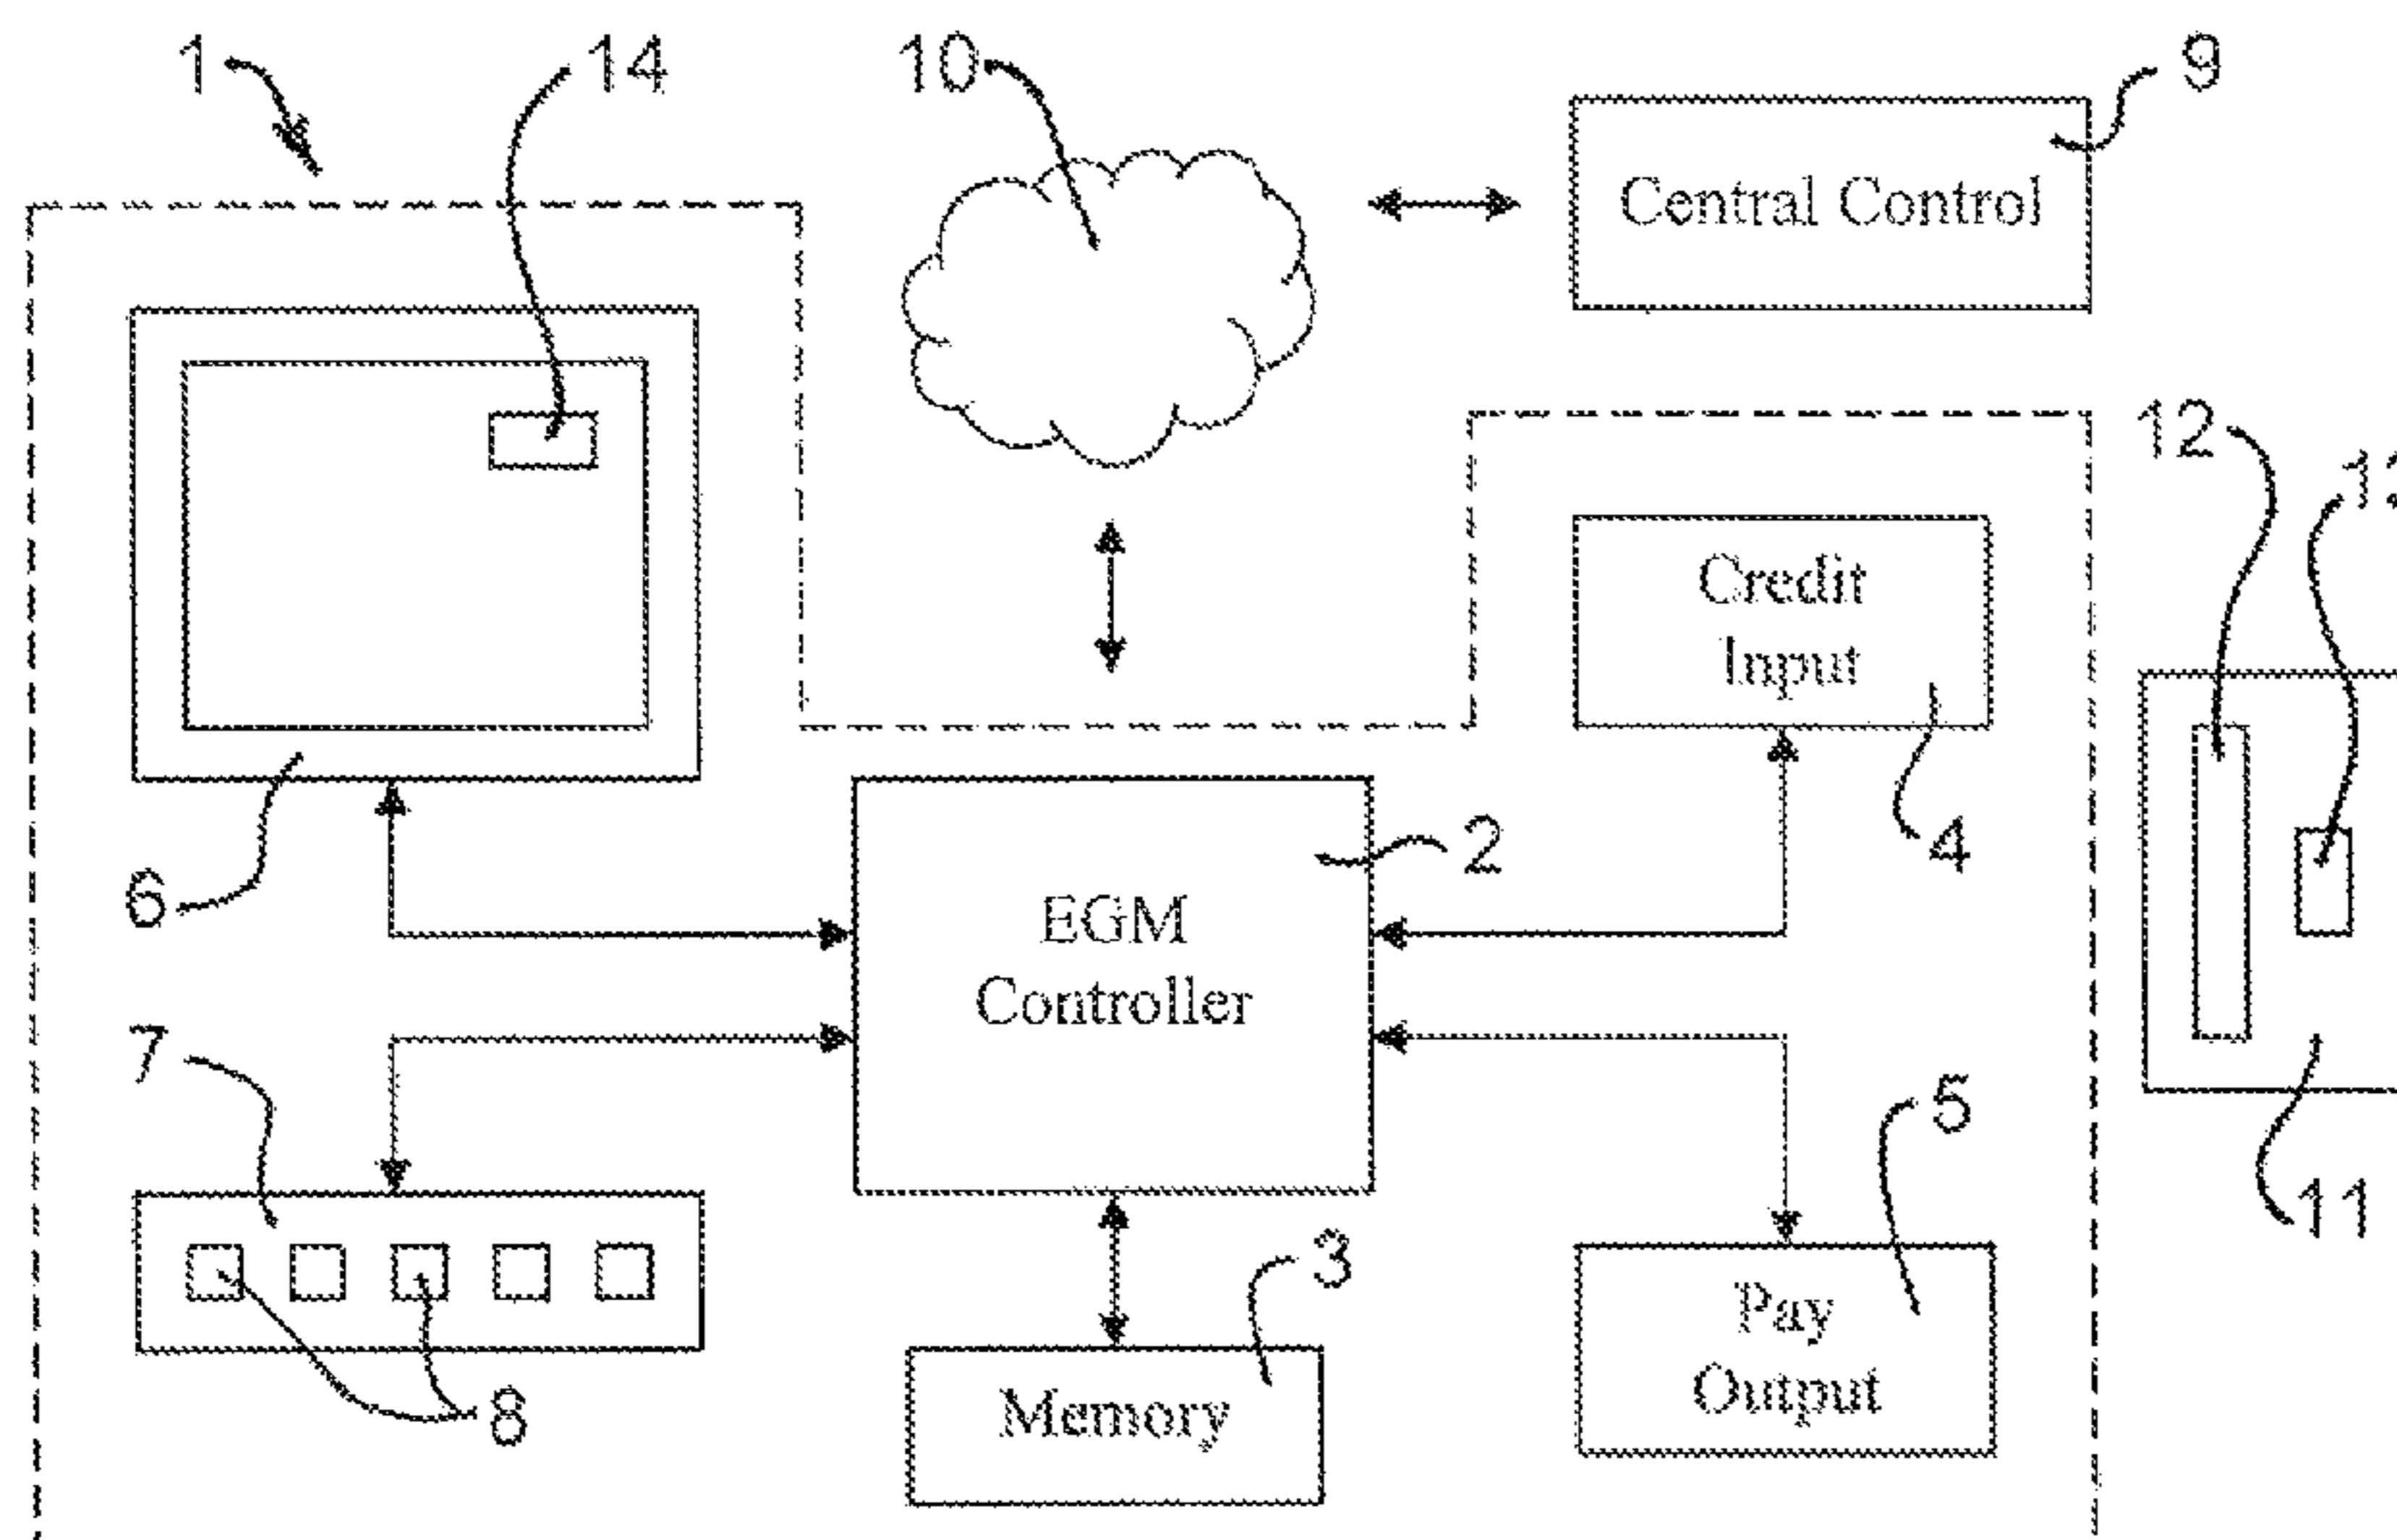 1
14
10
9
Central Control
12
Credit
Input
2
4
6
EGM
Controller
7
5
11
3
8
Pay
Output
Memory